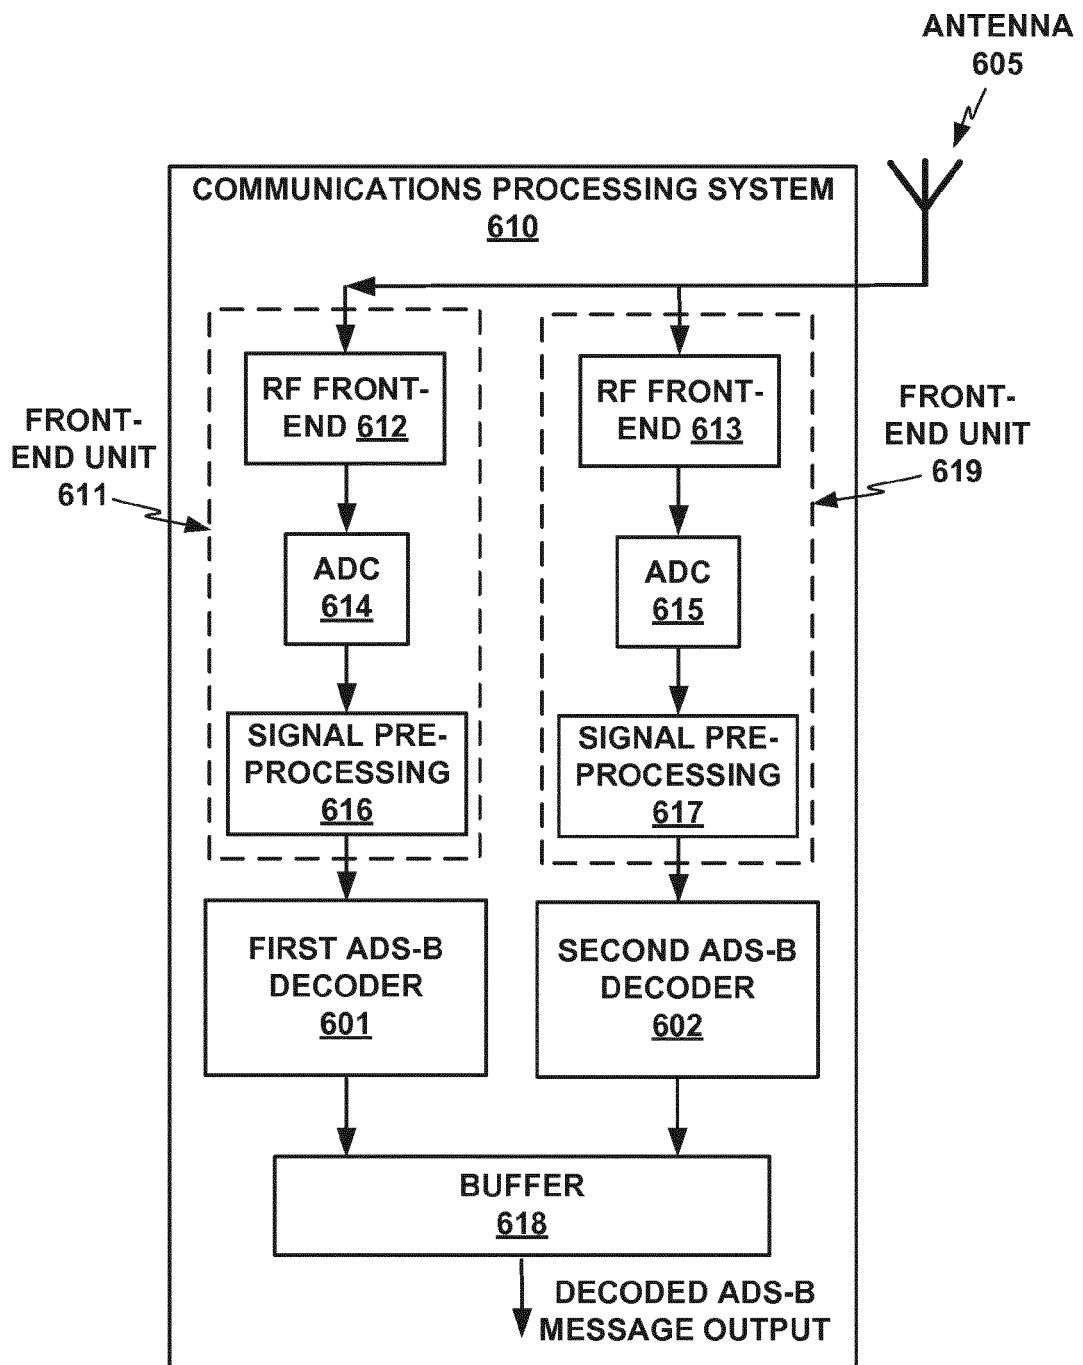 ANTENNA
605
COMMUNICATIONS PROCESSING SYSTEM
610
FRONT-
END UNIT
611
RF FRONT-
END 612
RF FRONT-
END 613
FRONT-
END UNIT
619
ADC
614
ADC
615
SIGNAL PRE-
PROCESSING
616
SIGNAL PRE-
PROCESSING
617
FIRST ADS-B
DECODER
601
SECOND ADS-B
DECODER
602
BUFFER
618
DECODED ADS-B
MESSAGE OUTPUT